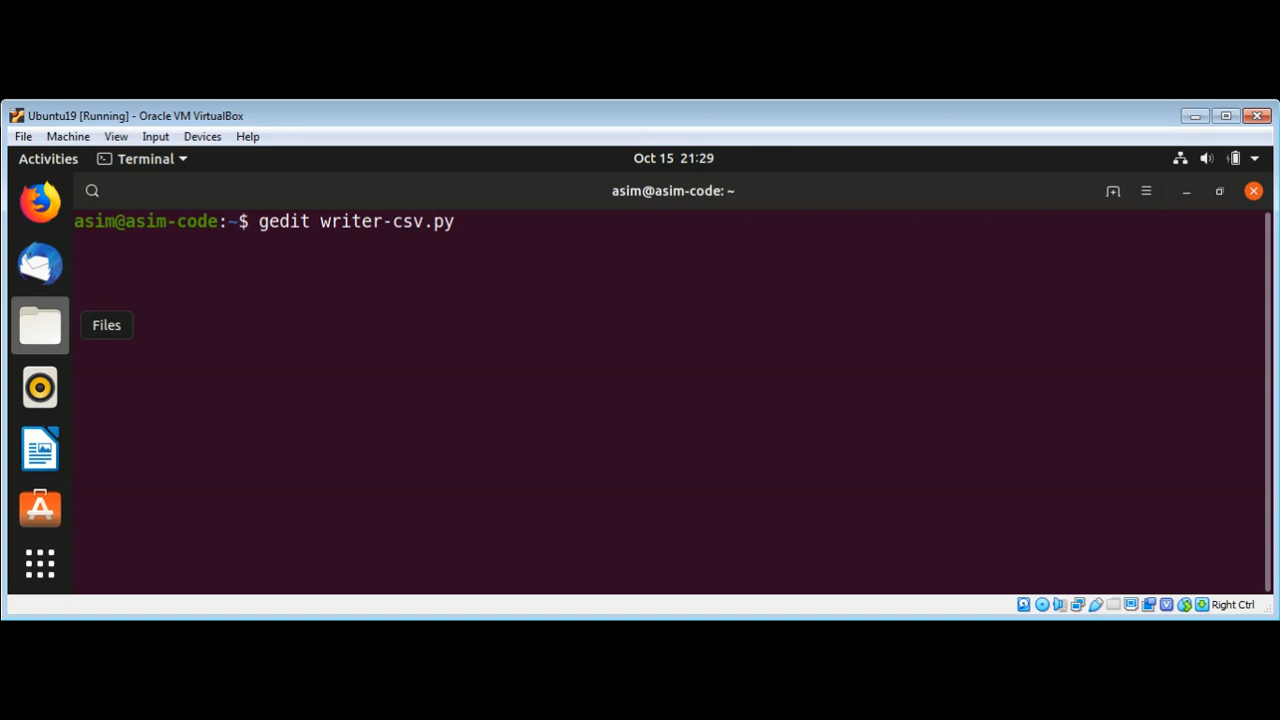 Ubuntu19 [Running] - Oracle VM VirtualBox
File Machine View Input Devices Help
Activities Terminal Oct 15 21:29
asim@asim-code: ~
asim@asim-code:~$ gedit writer-csv.py
Files
Right Ctrl